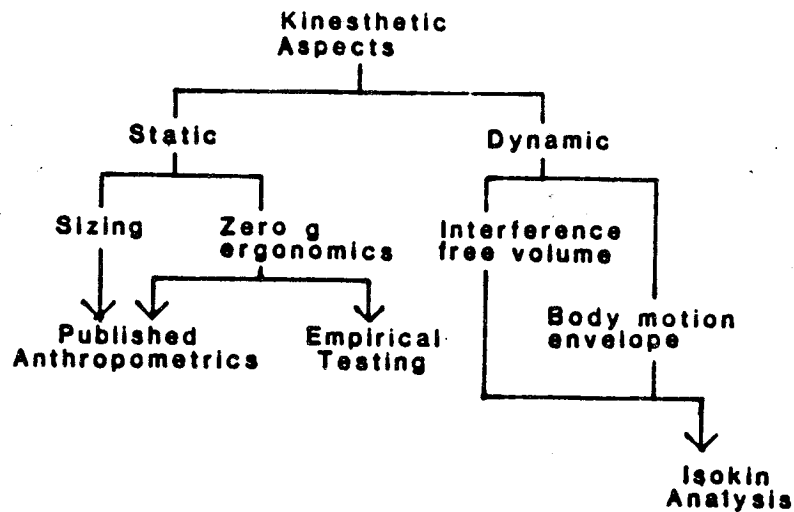 Kinesthetic
Aspects
Static
Dynamic
Sizing
Zero g
ergonomics
Interference
free volume
Published
Anthropometrics
Empirical
Testing
Body motion
envelope
Isokin
Analysis